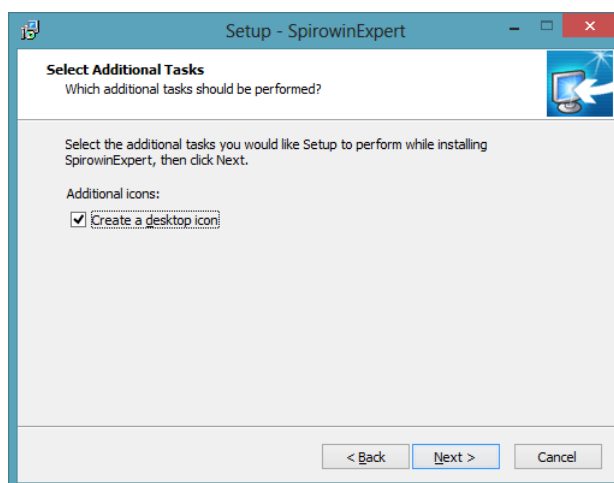 Setup - SpirowinExpert
Select Additional Tasks
Which additional tasks should be performed?
Select the additional tasks you would like Setup to perform while installing
SpirowinExpert, then click Next.
Additional icons:
Create a desktop icon
< Back
Next >
Cancel